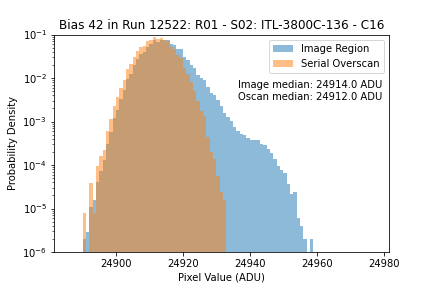 Bias 42 in Run 12522: R01 - S02: ITL-3800C-136 - C16
Image Region
Serial Overscan
Image median: 24914.0 ADU
Oscan median: 24912.0 ADU
Probability Density
10⁻¹
10⁻²
10⁻³
10⁻⁴
10⁻⁵
10⁻⁶
24900 24920 24940 24960 24980
Pixel Value (ADU)